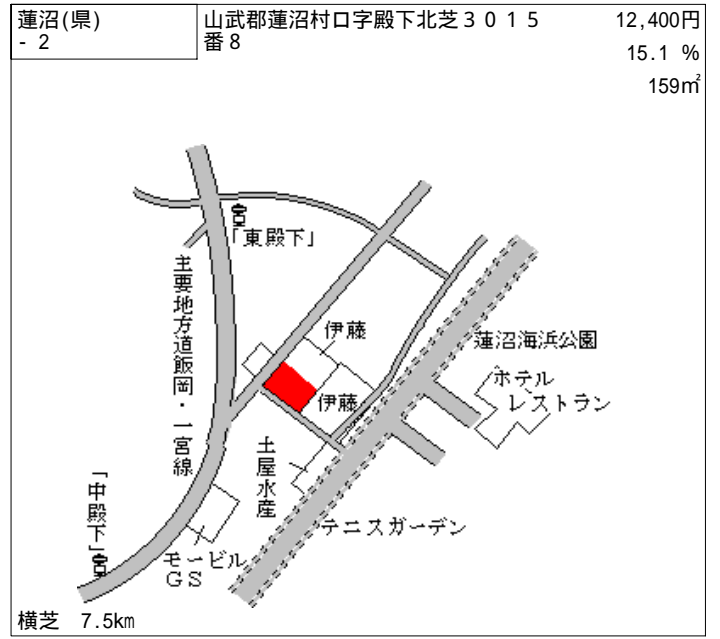 蓮沼(県)
- 2
山武郡蓮沼村ロ字殿下北芝３０１５
番８
12,400円
15.1 %
159㎡
「東殿下」
主要地方道飯岡・一宮線
伊藤
伊藤
蓮沼海浜公園
ホテル
レストラン
土屋水産
テニスガーデン
「中殿下」
モービル
ＧＳ
横芝 7.5㎞